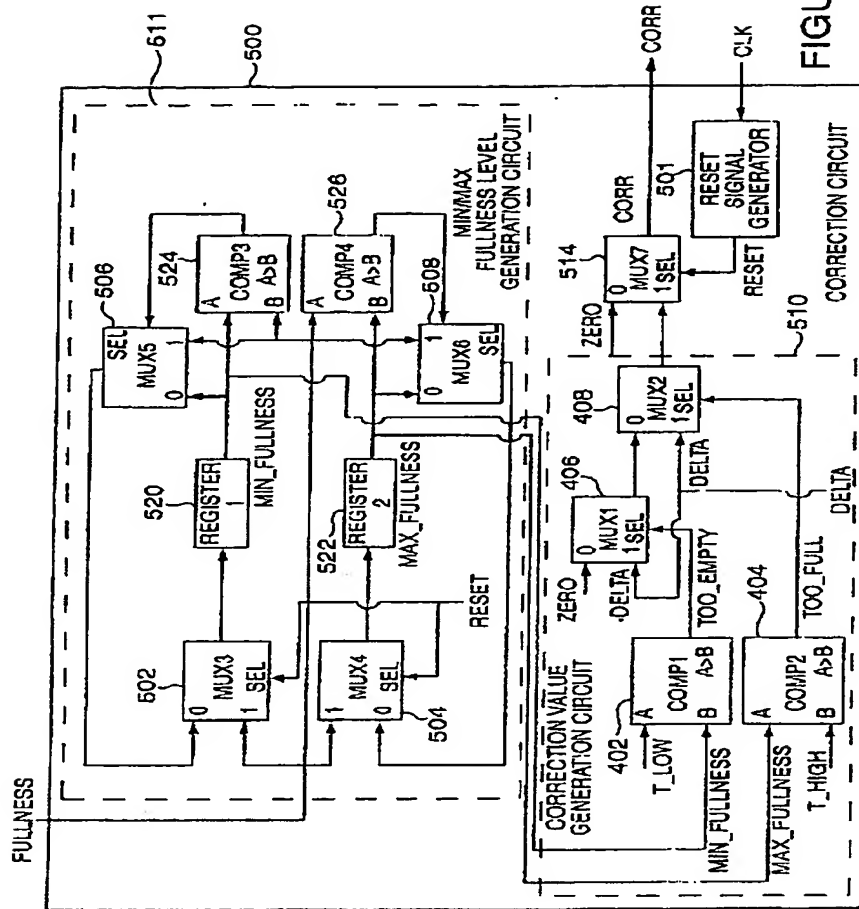 FULLNESS
611
500
502
0
MUX3
1
SEL
520
REGISTER
1
MIN_FULLNESS
506
SEL
MUX5
0
1
524
A
COMP3
B A>B
1
MUX4
SEL
0
504
522
REGISTER
2
MAX_FULLNESS
A
COMP4
B A>B
526
1
MUX6
0
SEL
508
RESET
MIN/MAX
FULLNESS LEVEL
GENERATION CIRCUIT
CORRECTION VALUE
GENERATION CIRCUIT
402
T_LOW
A
COMP1
B A>B
MIN_FULLNESS
TOO_EMPTY
ZERO
-DELTA
0
MUX1
1 SEL
406
408
0
MUX2
1 SEL
DELTA
MAX_FULLNESS
T_HIGH
A
COMP2
B A>B
404
TOO_FULL
DELTA
510
ZERO
514
0
MUX7
1 SEL
CORR
CORR
RESET
501
RESET
SIGNAL
GENERATOR
CLK
CORRECTION CIRCUIT
FIGU